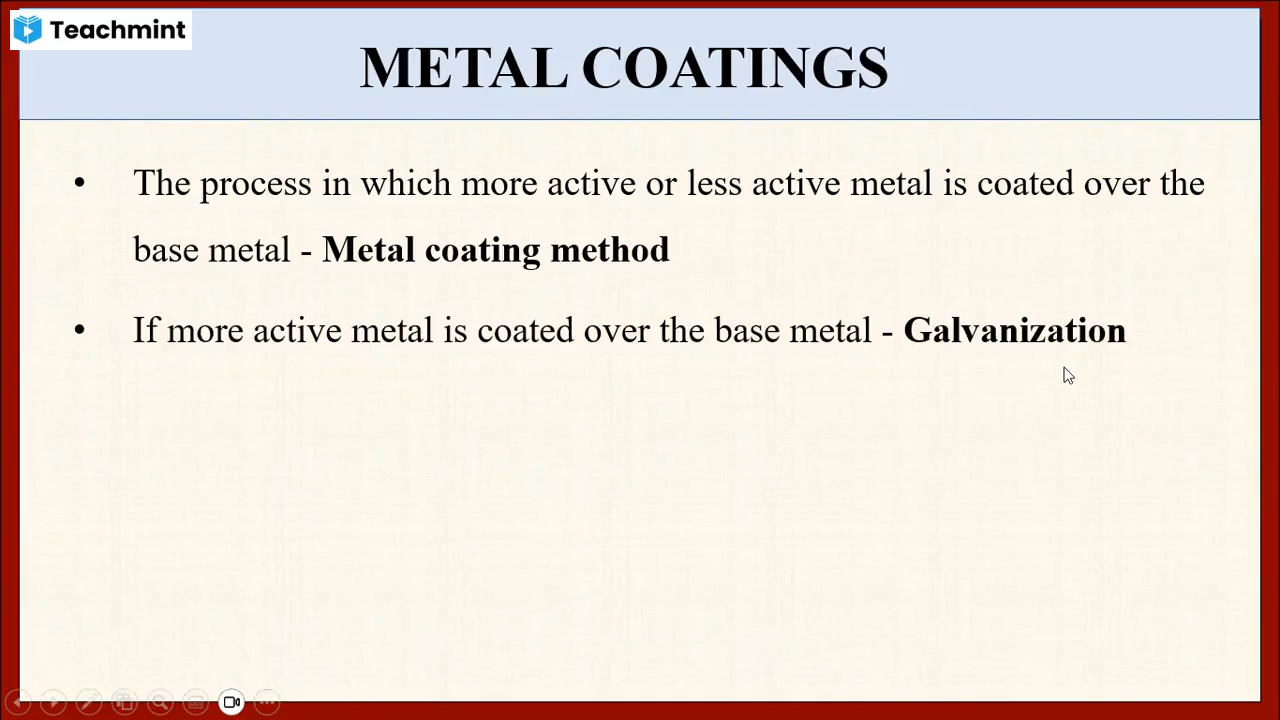 Teachmint
METAL COATINGS
• The process in which more active or less active metal is coated over the
base metal - Metal coating method
• If more active metal is coated over the base metal - Galvanization